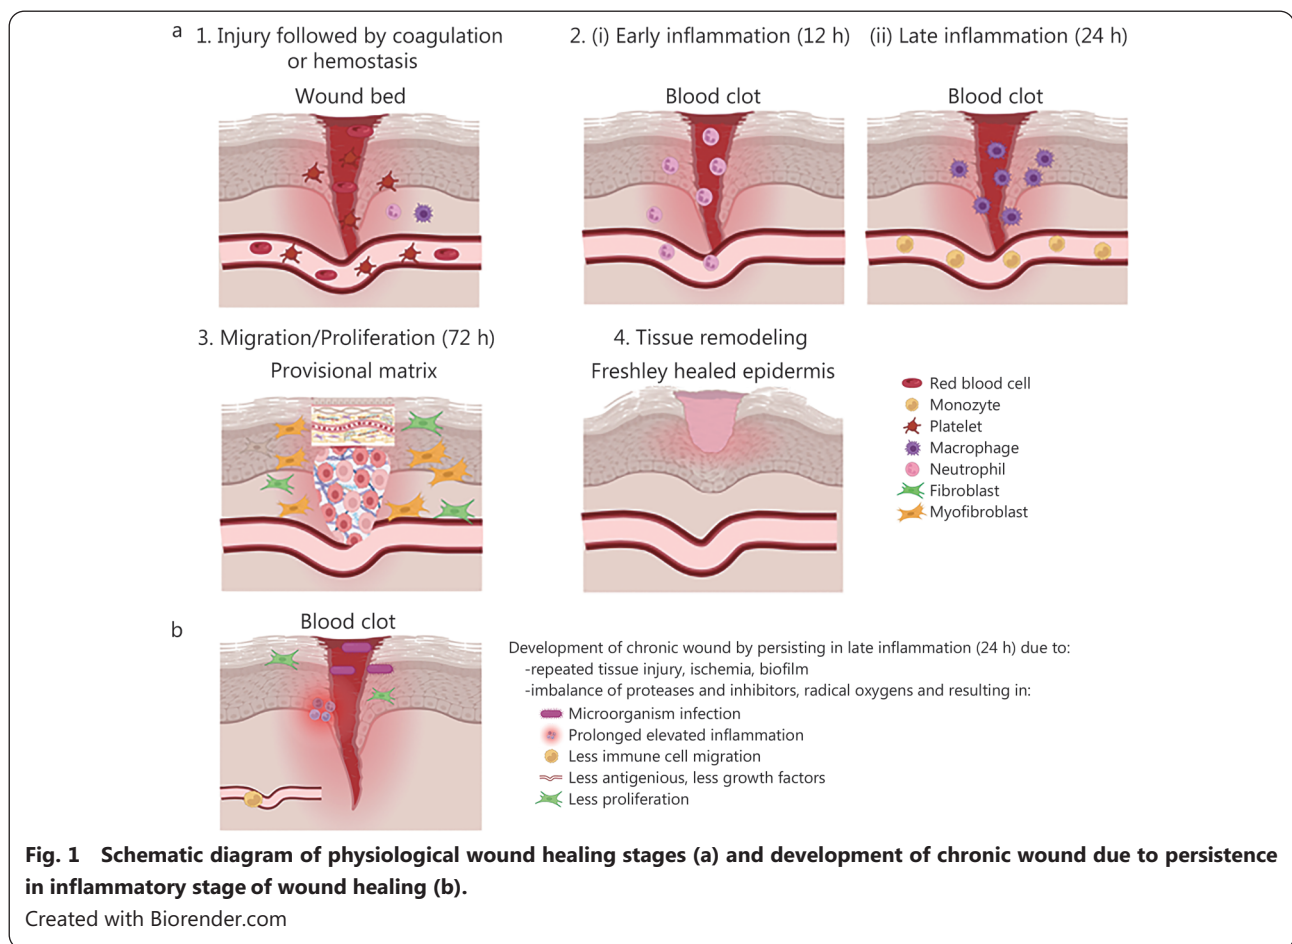 a
1. Injury followed by coagulation
or hemostasis
Wound bed
2. (i) Early inflammation (12 h)
Blood clot
(ii) Late inflammation (24 h)
Blood clot
3. Migration/Proliferation (72 h)
Provisional matrix
4. Tissue remodeling
Freshley healed epidermis
Red blood cell
Monozyte
Platelet
Macrophage
Neutrophil
Fibroblast
Myofibroblast
b
Blood clot
Development of chronic wound by persisting in late inflammation (24 h) due to:
-repeated tissue injury, ischemia, biofilm
-imbalance of proteases and inhibitors, radical oxygens and resulting in:
Microorganism infection
Prolonged elevated inflammation
Less immune cell migration
Less antigenious, less growth factors
Less proliferation
Fig. 1 Schematic diagram of physiological wound healing stages (a) and development of chronic wound due to persistence
in inflammatory stage of wound healing (b).
Created with Biorender.com